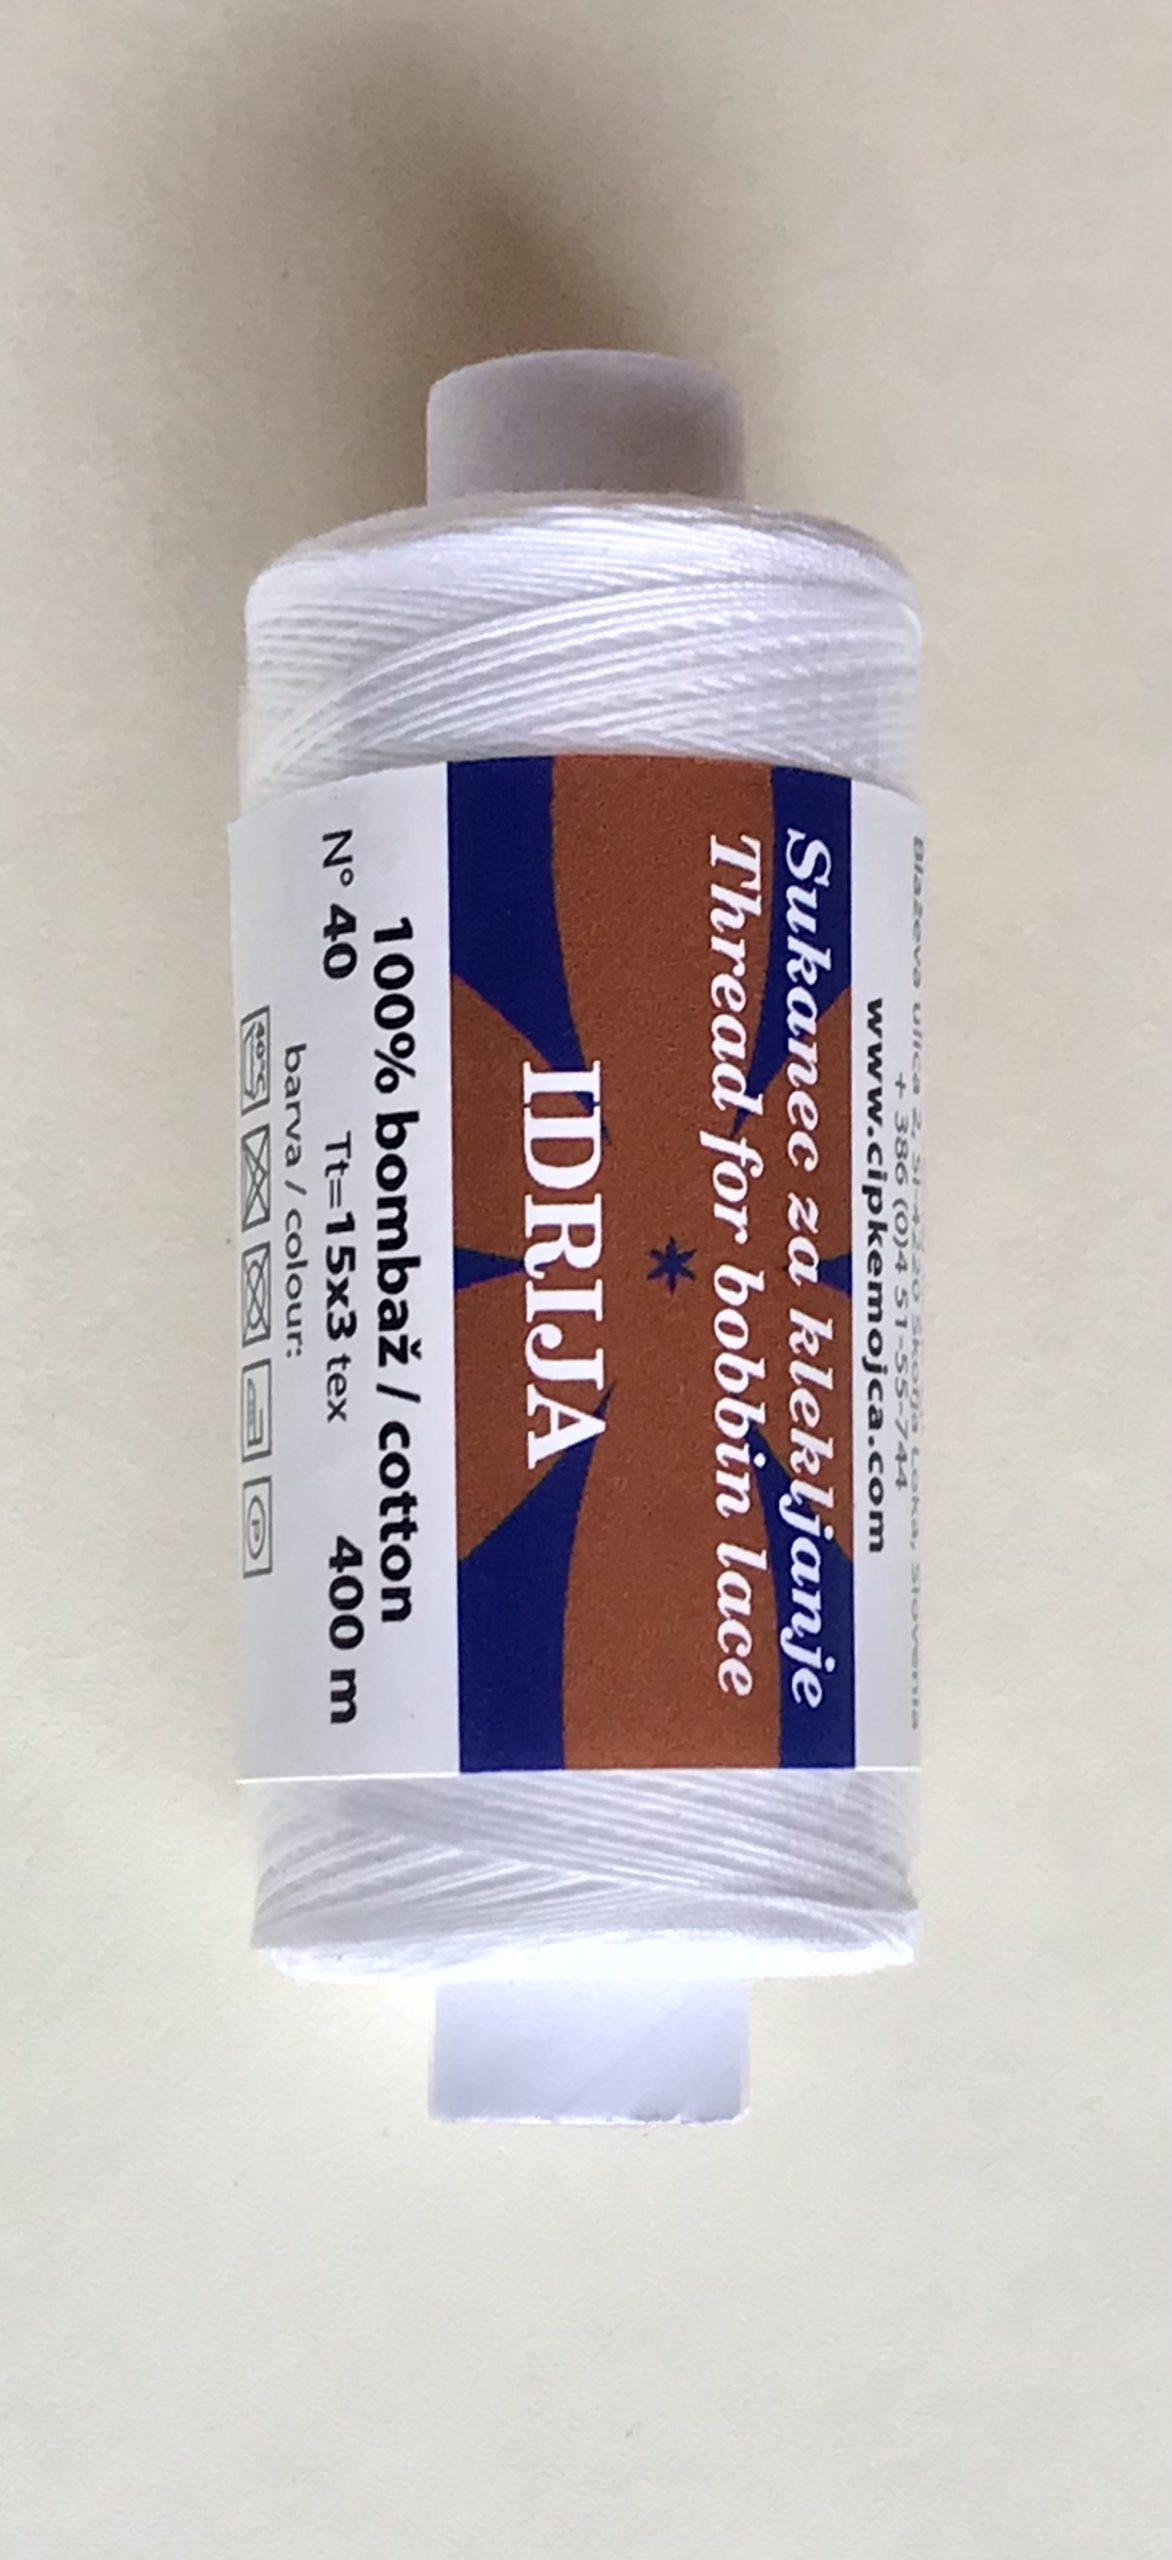 Blaževa ulica 2, SI-4220 Škofja Loka, Slovenia
+ 386 (0)4 51-55-744
www.cipkemojca.com
Sukanec za klekljanje
Thread for bobbin lace
IDRIJA
100% bombaž / cotton
N° 40 Tt=15x3 tex 400 m
barva / colour:
40°C P